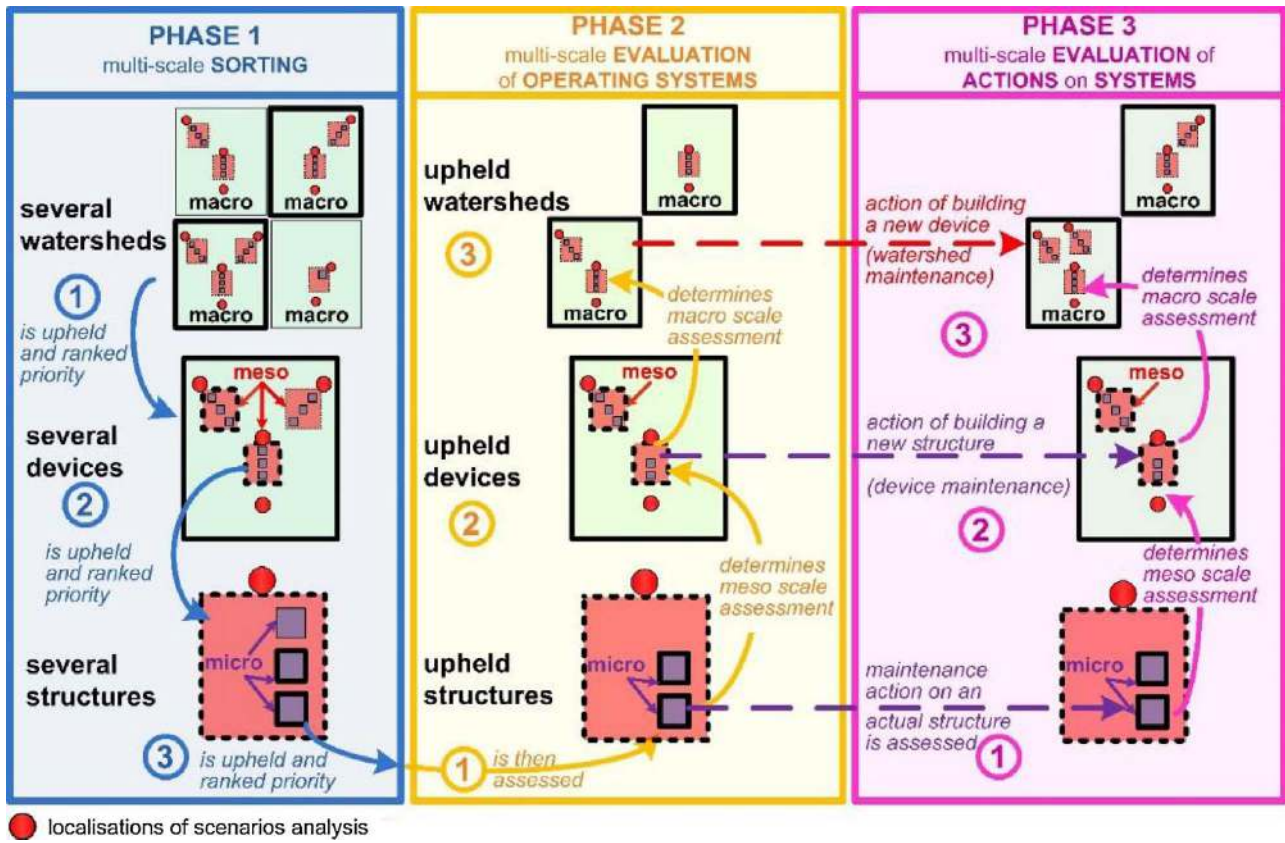 PHASE 1
multi-scale SORTING
macro
macro
several
watersheds
1
macro
macro
is upheld
and ranked
priority
meso
several
devices
2
is upheld
and ranked
priority
several
structures
micro
3
is upheld and
ranked priority
PHASE 2
multi-scale EVALUATION
of OPERATING SYSTEMS
upheld
watersheds
macro
3
macro
determines
macro scale
assessment
meso
upheld
devices
2
determines
meso scale
assessment
upheld
structures
micro
1
is then
assessed
PHASE 3
multi-scale EVALUATION of
ACTIONS on SYSTEMS
macro
action of building
a new device
(watershed
maintenance)
macro
determines
macro scale
assessment
3
meso
action of building a
new structure
(device maintenance)
2
determines
meso scale
assessment
maintenance
action on an
actual structure
is assessed
micro
1
localisations of scenarios analysis